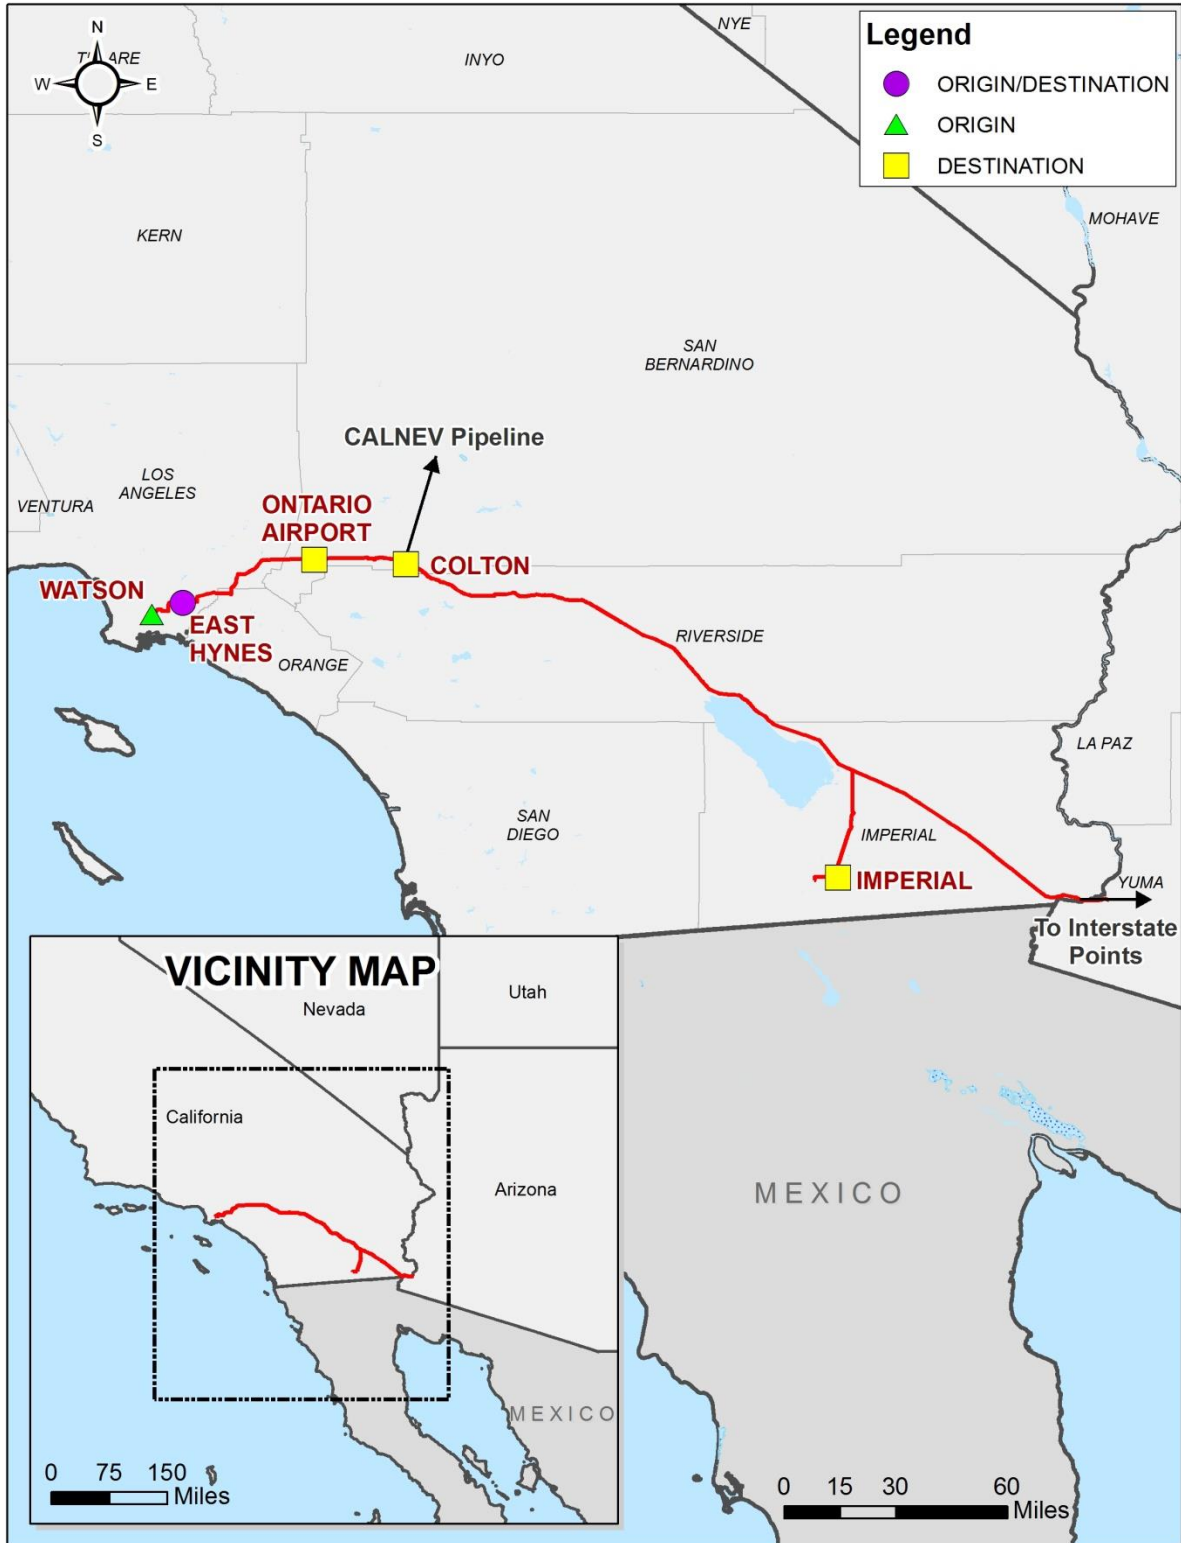 N
W
E
S
TULARE
INYO
NYE
Legend
ORIGIN/DESTINATION
ORIGIN
DESTINATION
MOHAVE
KERN
SAN
BERNARDINO
CALNEV Pipeline
LOS
ANGELES
VENTURA
ONTARIO
AIRPORT
COLTON
WATSON
EAST
HYNES
ORANGE
RIVERSIDE
LA PAZ
SAN
DIEGO
IMPERIAL
IMPERIAL
YUMA
To Interstate
Points
VICINITY MAP
Nevada
Utah
California
Arizona
MEXICO
MEXICO
0 75 150
Miles
0 15 30 60
Miles